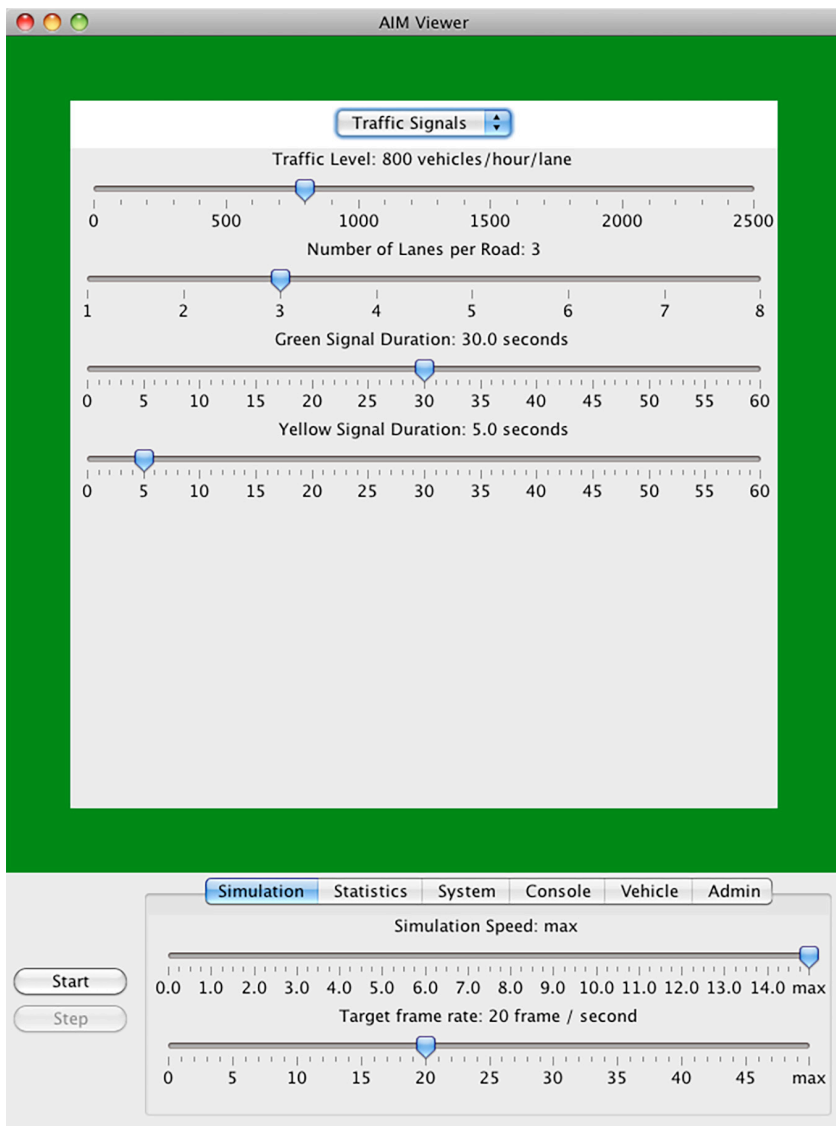 AIM Viewer
Traffic Signals
Traffic Level: 800 vehicles/hour/lane
0 500 1000 1500 2000 2500
Number of Lanes per Road: 3
1 2 3 4 5 6 7 8
Green Signal Duration: 30.0 seconds
0 5 10 15 20 25 30 35 40 45 50 55 60
Yellow Signal Duration: 5.0 seconds
0 5 10 15 20 25 30 35 40 45 50 55 60
Simulation Statistics System Console Vehicle Admin
Simulation Speed: max
Start
0.0 1.0 2.0 3.0 4.0 5.0 6.0 7.0 8.0 9.0 10.0 11.0 12.0 13.0 14.0 max
Step
Target frame rate: 20 frame / second
0 5 10 15 20 25 30 35 40 45 max